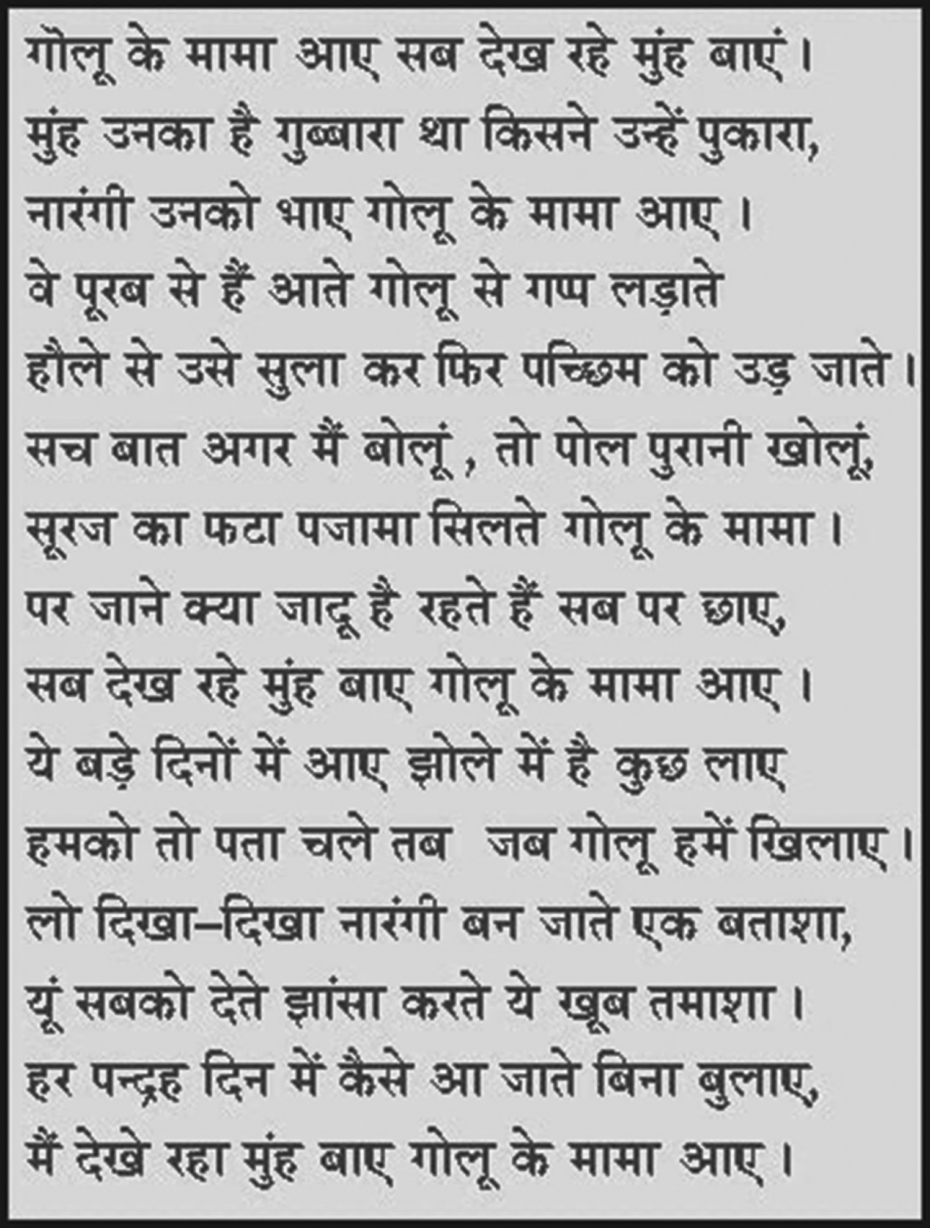 गोलू के मामा आए सब देख रहे मुंह बाएं।
मुंह उनका है गुब्बारा था किसने उन्हें पुकारा,
नारंगी उनको भाए गोलू के मामा आए ।
वे पूरब से हैं आते गोलू से गप्प लड़ाते
हौले से उसे सुला कर फिर पच्छिम को उड़ जाते।
सच बात अगर मैं बोलूं , तो पोल पुरानी खोलूं,
सूरज का फटा पजामा सिलते गोलू के मामा ।
पर जाने क्या जादू है रहते हैं सब पर छाए,
सब देख रहे मुंह बाए गोलू के मामा आए ।
ये बड़े दिनों में आए झोले में है कुछ लाए
हमको तो पता चले तब जब गोलू हमें खिलाए।
लो दिखा–दिखा नारंगी बन जाते एक बताशा,
यूं सबको देते झांसा करते ये खूब तमाशा ।
हर पन्द्रह दिन में कैसे आ जाते बिना बुलाए,
मैं देखे रहा मुंह बाए गोलू के मामा आए ।